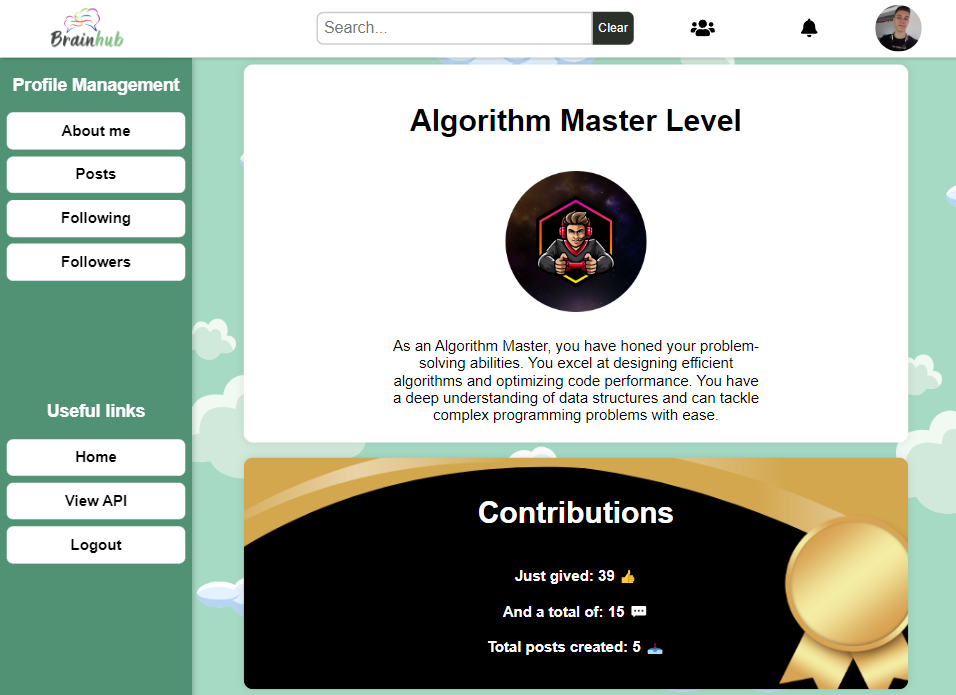 Brainhub
Search...
Clear
Profile Management
About me
Posts
Following
Followers
Useful links
Home
View API
Logout
Algorithm Master Level
As an Algorithm Master, you have honed your problem-
solving abilities. You excel at designing efficient
algorithms and optimizing code performance. You have
a deep understanding of data structures and can tackle
complex programming problems with ease.
Contributions
Just gived: 39 👍
And a total of: 15 💬
Total posts created: 5 📥